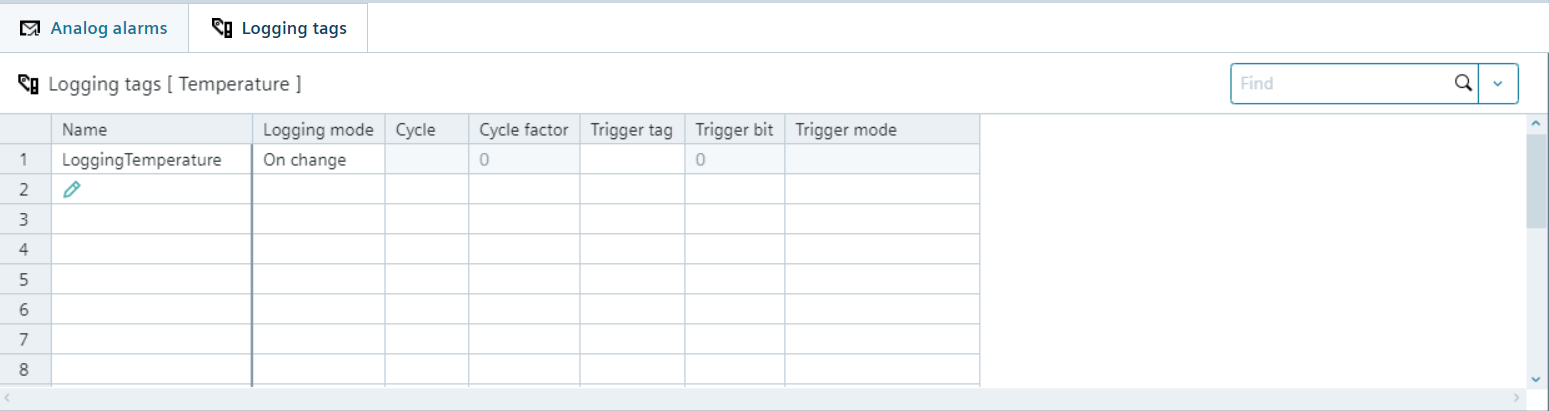 Analog alarms Logging tags
Logging tags [ Temperature ]
Find
Name Logging mode Cycle Cycle factor Trigger tag Trigger bit Trigger mode
1 LoggingTemperature On change 0 0
2
3
4
5
6
7
8